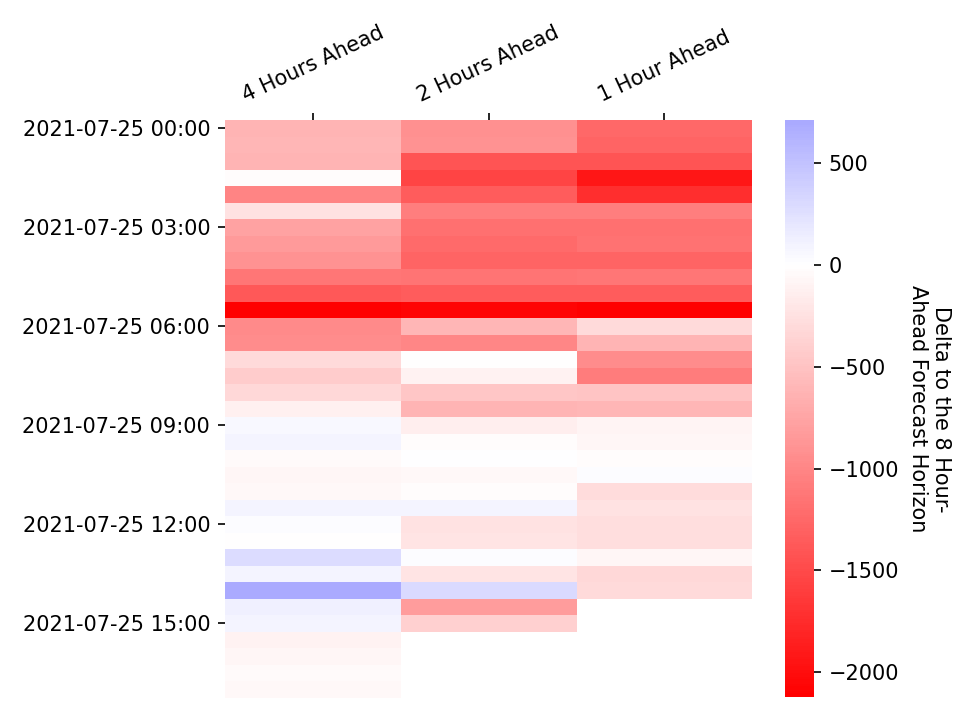 4 Hours Ahead
2 Hours Ahead
1 Hour Ahead
2021-07-25 00:00
2021-07-25 03:00
2021-07-25 06:00
2021-07-25 09:00
2021-07-25 12:00
2021-07-25 15:00
500
0
−500
−1000
−1500
−2000
Delta to the 8 Hour-
Ahead Forecast Horizon